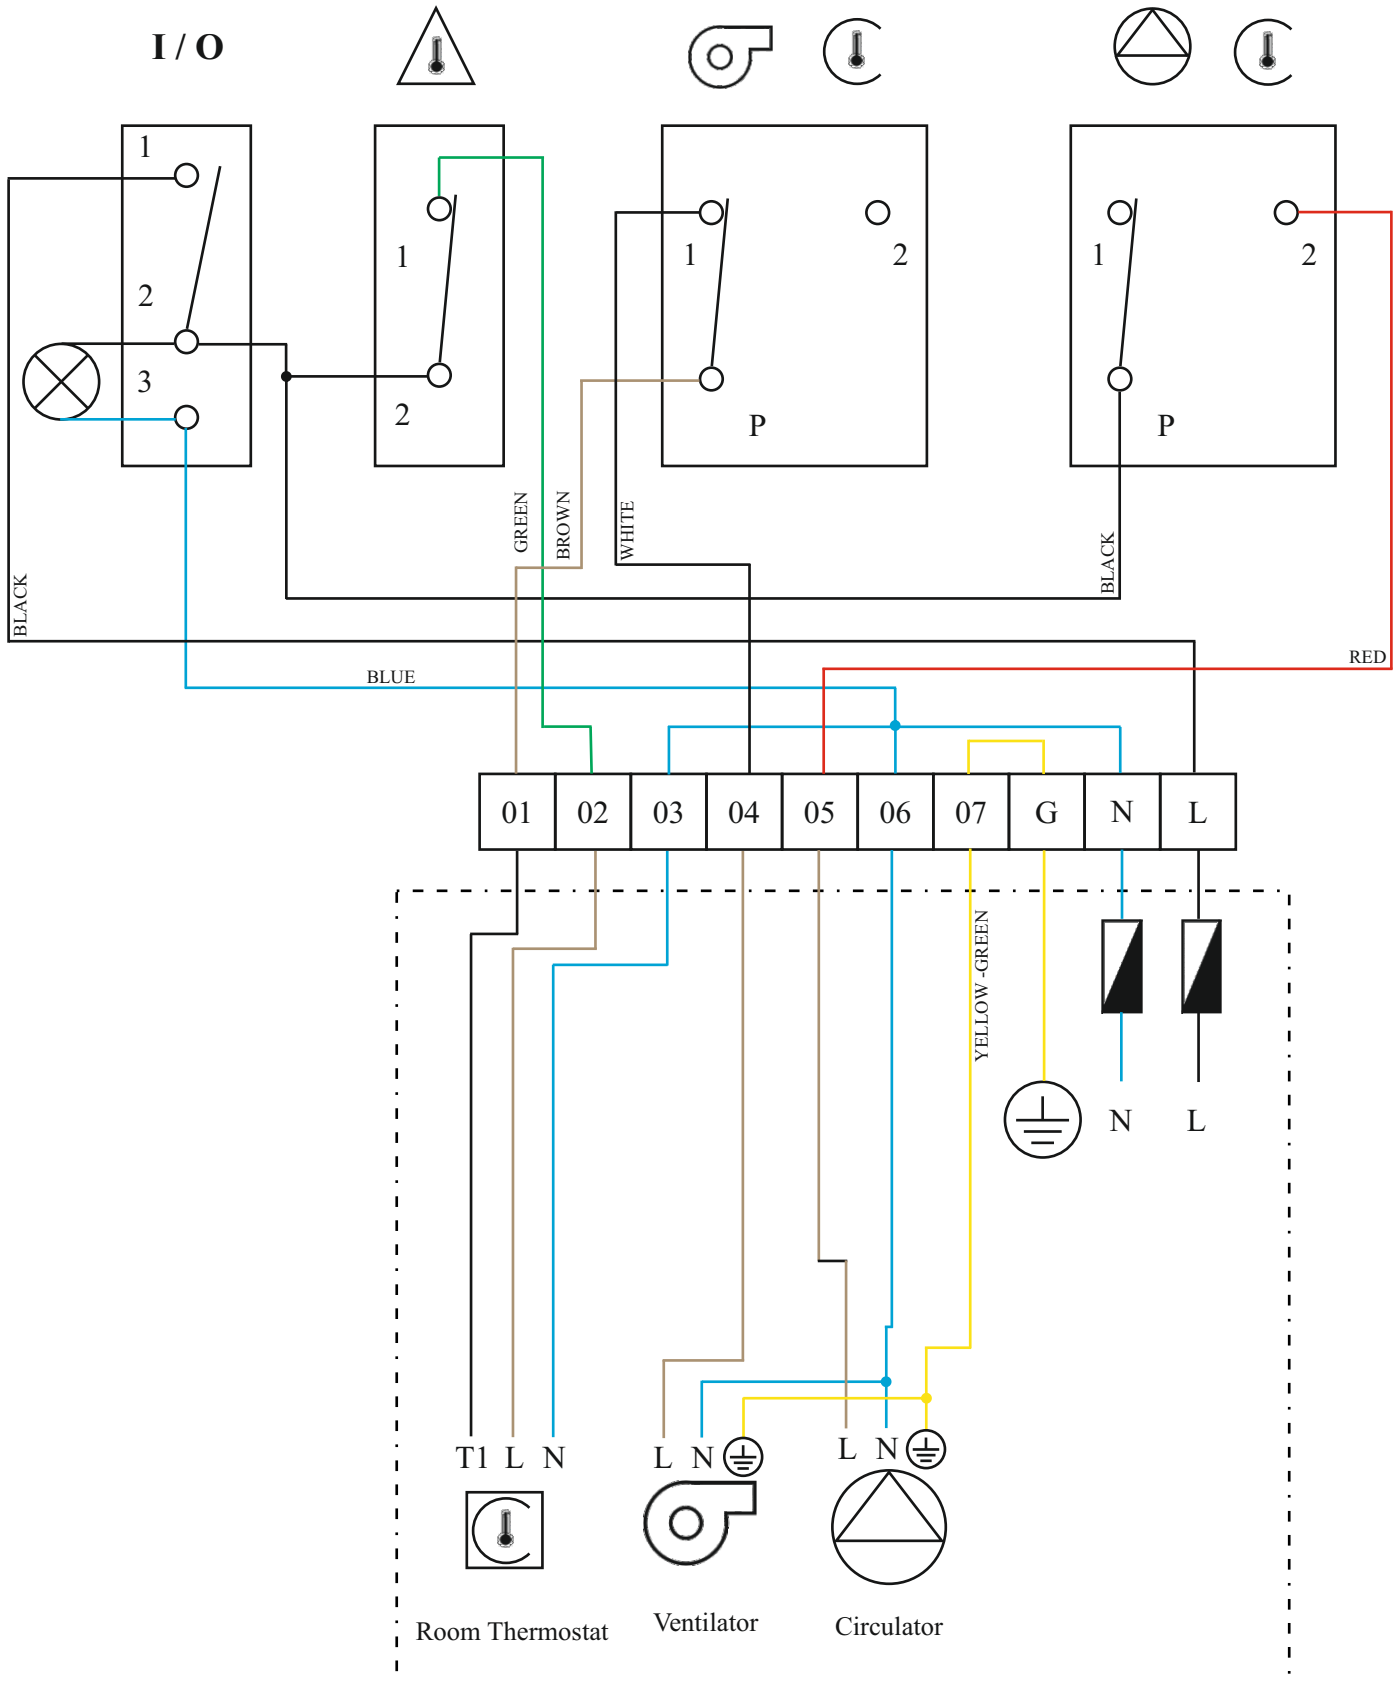 I / O
1
2
3
1
2
1
2
P
1
2
P
GREEN
BROWN
WHITE
BLACK
BLACK
RED
BLUE
01 02 03 04 05 06 07 G N L
YELLOW -GREEN
N L
T1 L N
L N
L N
Room Thermostat
Ventilator
Circulator